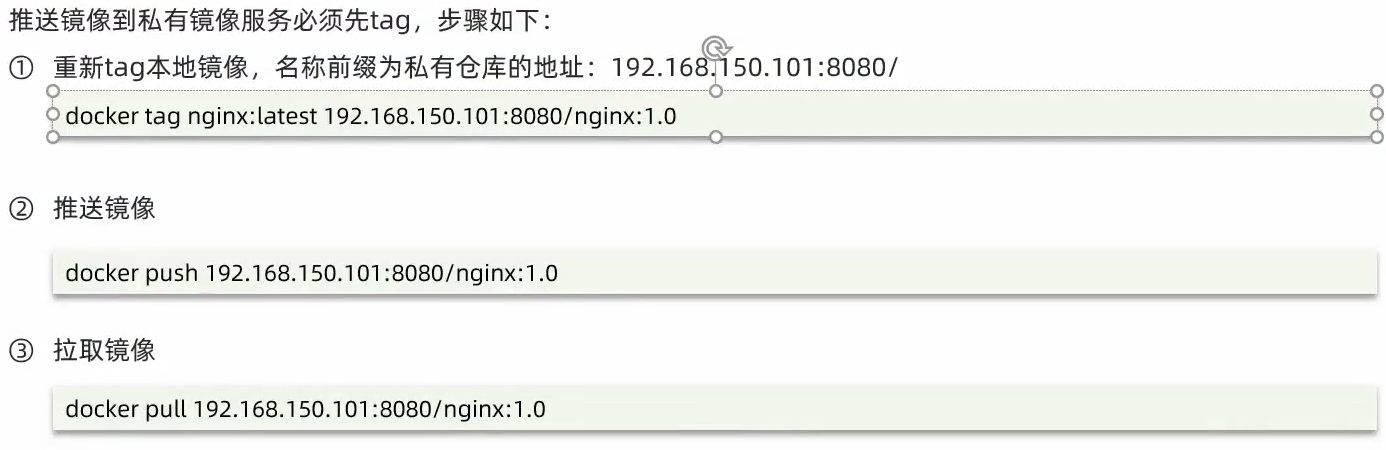 推送镜像到私有镜像服务必须先tag，步骤如下：
① 重新tag本地镜像，名称前缀为私有仓库的地址：192.168.150.101:8080/
docker tag nginx:latest 192.168.150.101:8080/nginx:1.0
② 推送镜像
docker push 192.168.150.101:8080/nginx:1.0
③ 拉取镜像
docker pull 192.168.150.101:8080/nginx:1.0